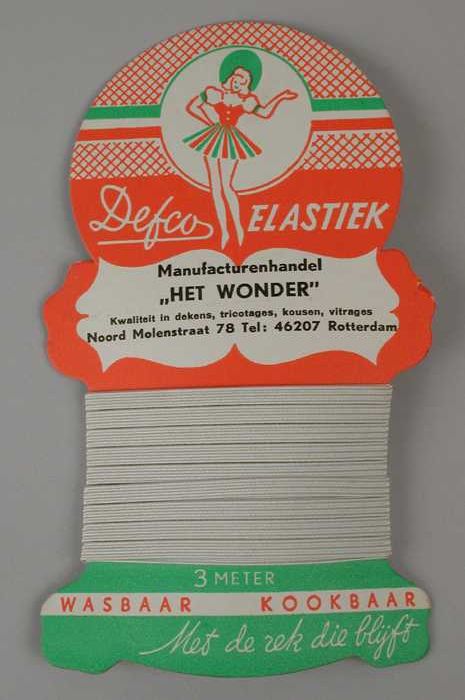 Defco ELASTIEK
Manufacturenhandel
„HET WONDER"
Kwaliteit in dekens, tricotages, kousen, vitrages
Noord Molenstraat 78 Tel: 46207 Rotterdam
3 METER
WASBAAR KOOKBAAR
Met de rek die blijft